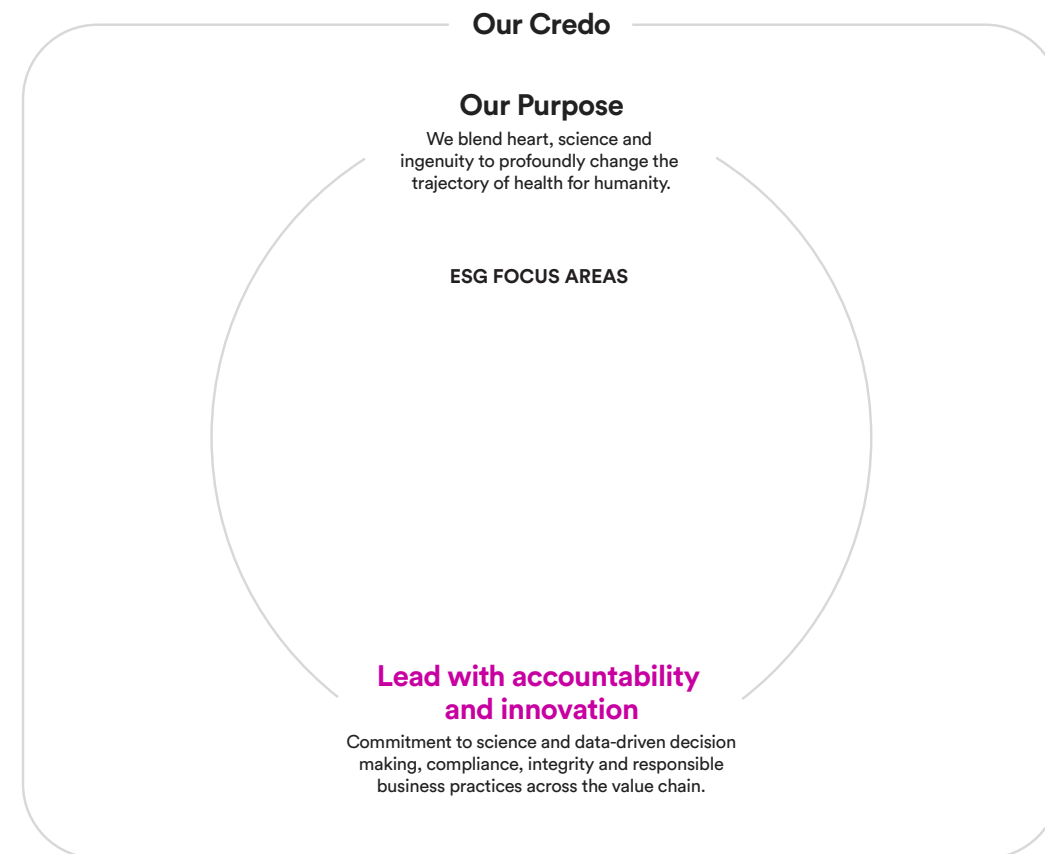 Our Credo
Our Purpose
We blend heart, science and
ingenuity to profoundly change the
trajectory of health for humanity.
ESG FOCUS AREAS
Lead with accountability
and innovation
Commitment to science and data-driven decision
making, compliance, integrity and responsible
business practices across the value chain.